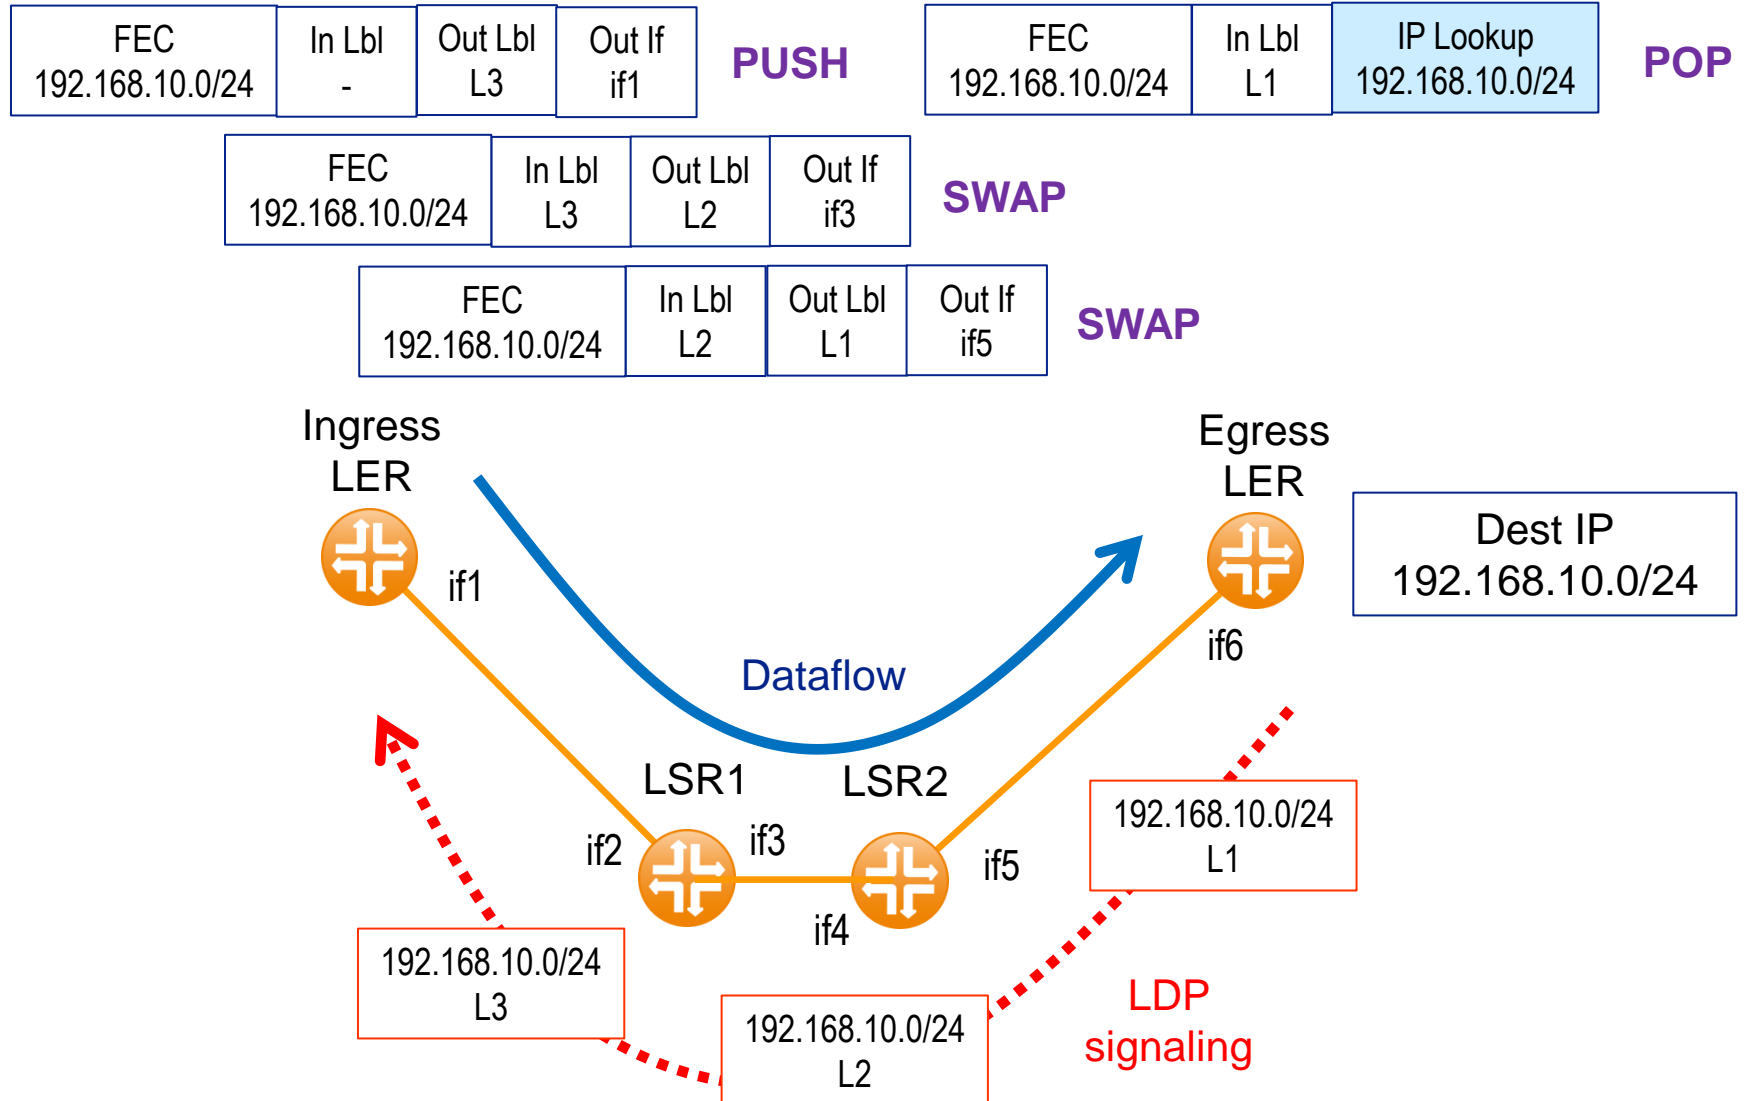 FEC
192.168.10.0/24
In Lbl
-
Out Lbl
L3
Out If
if1
PUSH
FEC
192.168.10.0/24
In Lbl
L1
IP Lookup
192.168.10.0/24
POP
FEC
192.168.10.0/24
In Lbl
L3
Out Lbl
L2
Out If
if3
SWAP
FEC
192.168.10.0/24
In Lbl
L2
Out Lbl
L1
Out If
if5
SWAP
Ingress
LER
Egress
LER
Dest IP
192.168.10.0/24
if1
if6
Dataflow
LSR1
LSR2
if2
if3
if4
if5
192.168.10.0/24
L1
192.168.10.0/24
L3
192.168.10.0/24
L2
LDP
signaling